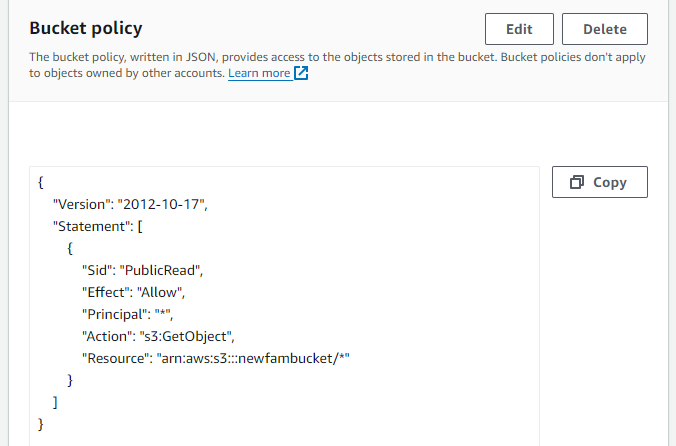 Bucket policy
Edit
Delete
The bucket policy, written in JSON, provides access to the objects stored in the bucket. Bucket policies don't apply
to objects owned by other accounts. Learn more
Copy
{
"Version": "2012-10-17",
"Statement": [
{
"Sid": "PublicRead",
"Effect": "Allow",
"Principal": "*",
"Action": "s3:GetObject",
"Resource": "arn:aws:s3:::newfambucket/*"
}
]
}